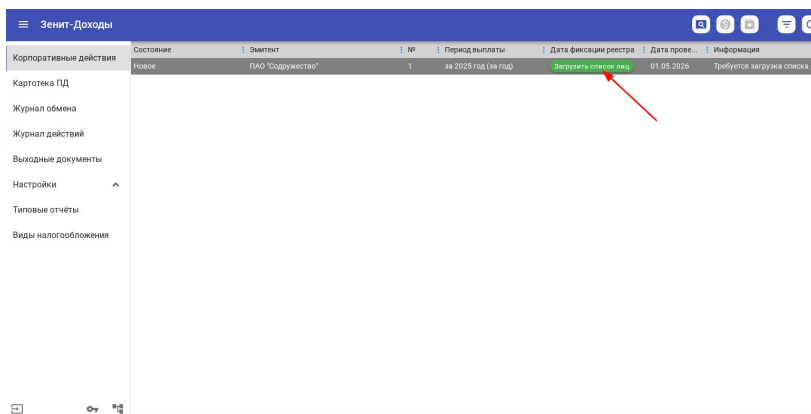 Зенит-Доходы
Корпоративные действия
Картотека ПД
Журнал обмена
Журнал действий
Выходные документы
Настройки
Типовые отчёты
Виды налогообложения
Состояние Эмитент № Период выплаты Дата фиксации реестра Дата прове... Информация
Новое ПАО "Содружество" 1 за 2025 год (за год) Загрузить список лиц 01.05.2026 Требуется загрузка списка